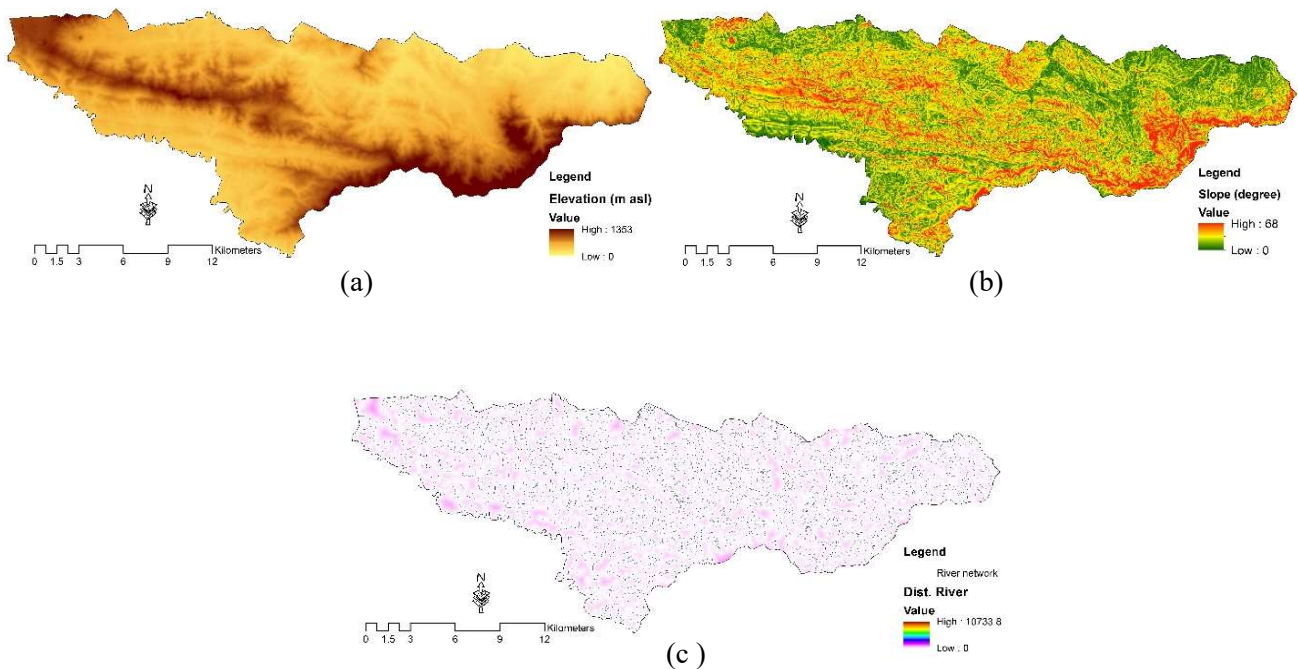 Legend
Elevation (m asl)
Value
High : 1353
Low : 0
N
Kilometers
0 1.5 3 6 9 12
(a)
Legend
Slope (degree)
Value
High : 68
Low : 0
N
Kilometers
0 1.5 3 6 9 12
(b)
Legend
River network
Dist. River
Value
High : 10733.8
Low : 0
N
Kilometers
0 1.5 3 6 9 12
(c )